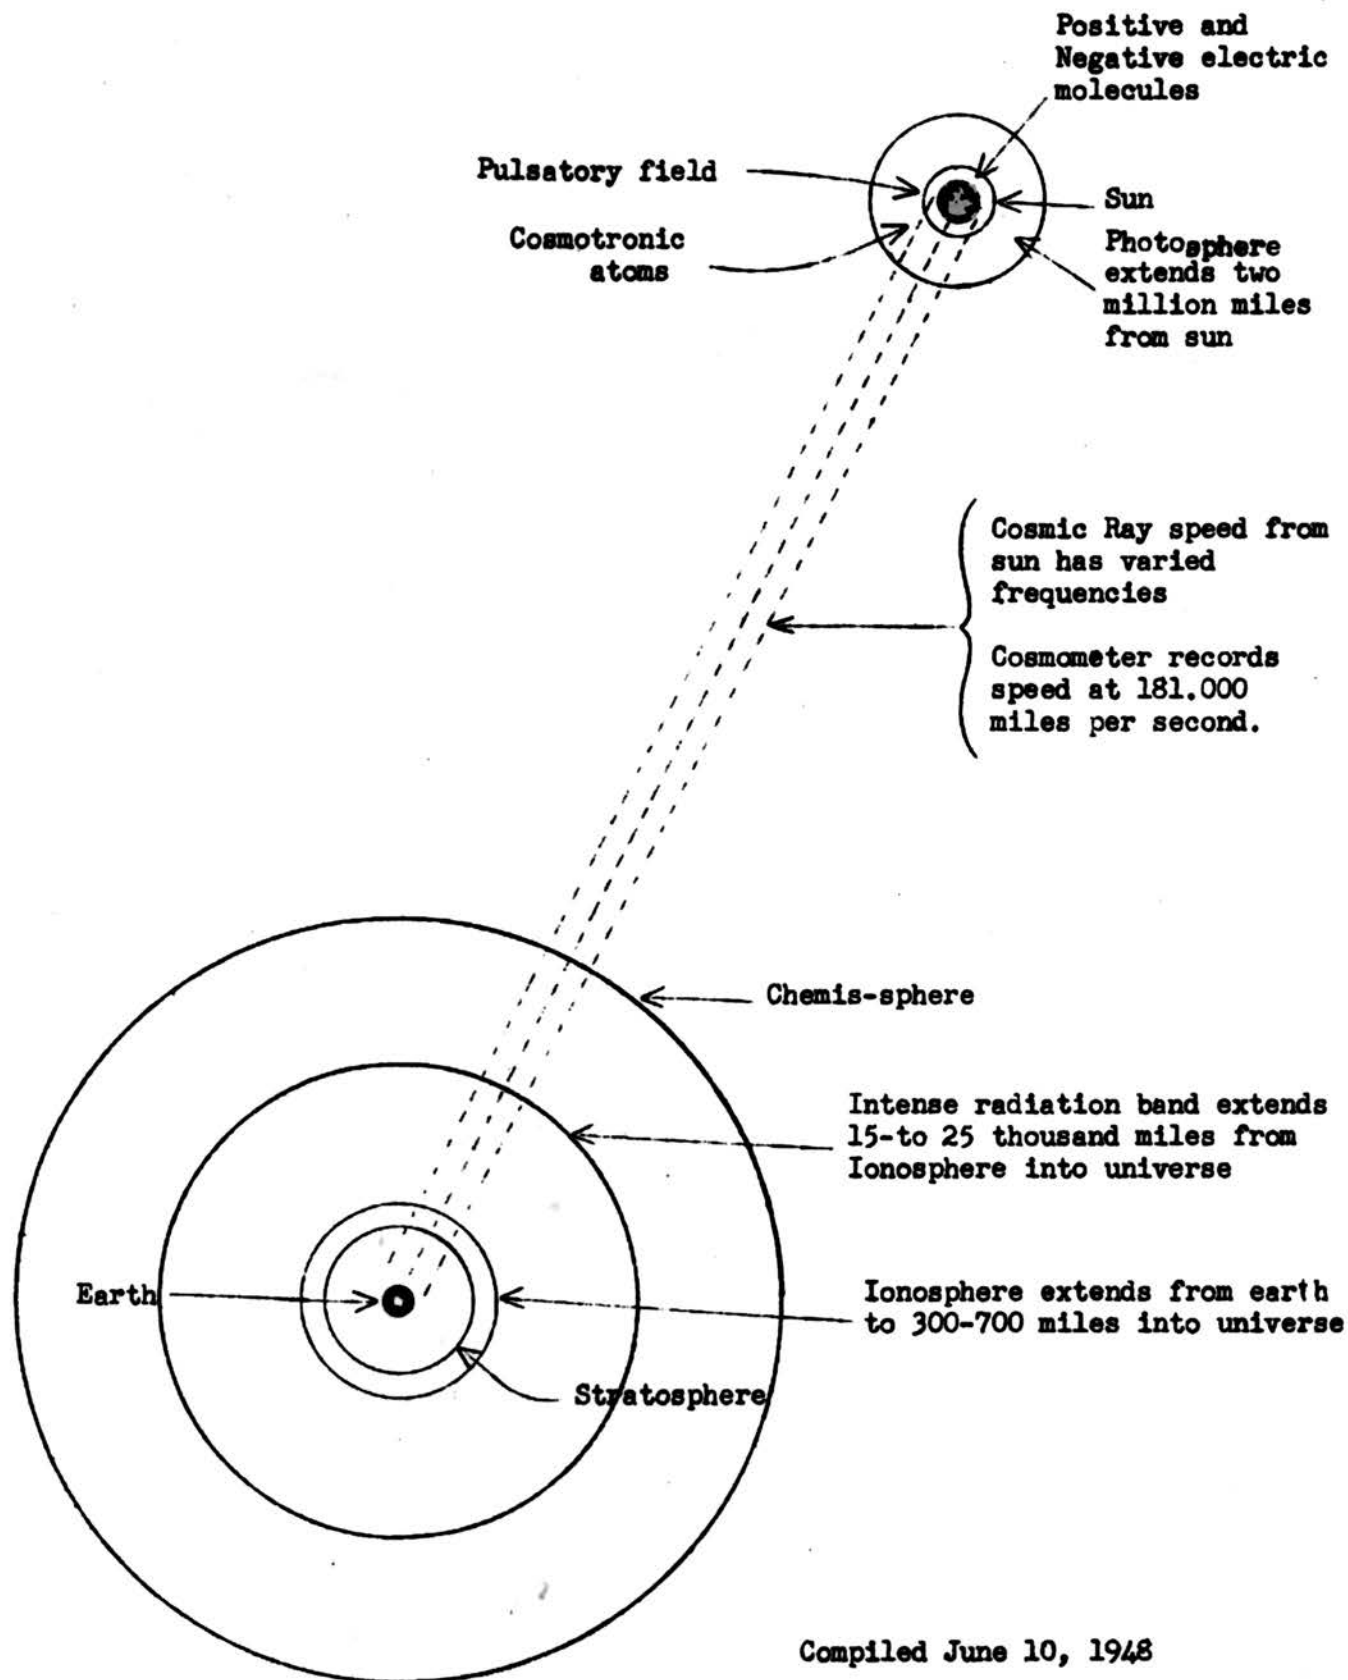 Positive and
Negative electric
molecules
Pulsatory field
Sun
Cosmotronic
atoms
Photosphere
extends two
million miles
from sun
Cosmic Ray speed from
sun has varied
frequencies
Cosmometer records
speed at 181.000
miles per second.
Chemis-sphere
Intense radiation band extends
15-to 25 thousand miles from
Ionosphere into universe
Earth
Ionosphere extends from earth
to 300-700 miles into universe
Stratosphere
Compiled June 10, 1948